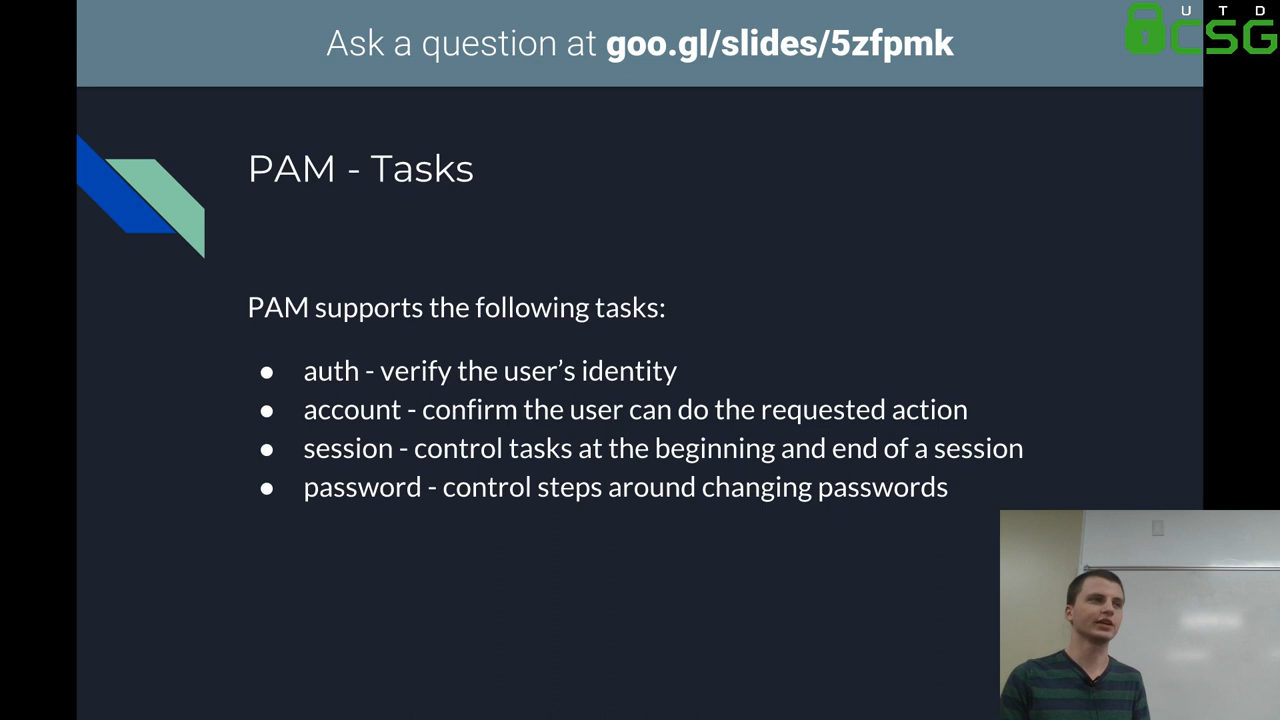 Ask a question at goo.gl/slides/5zfpmk
UTD
CSG
PAM - Tasks
PAM supports the following tasks:
● auth - verify the user’s identity
● account - confirm the user can do the requested action
● session - control tasks at the beginning and end of a session
● password - control steps around changing passwords